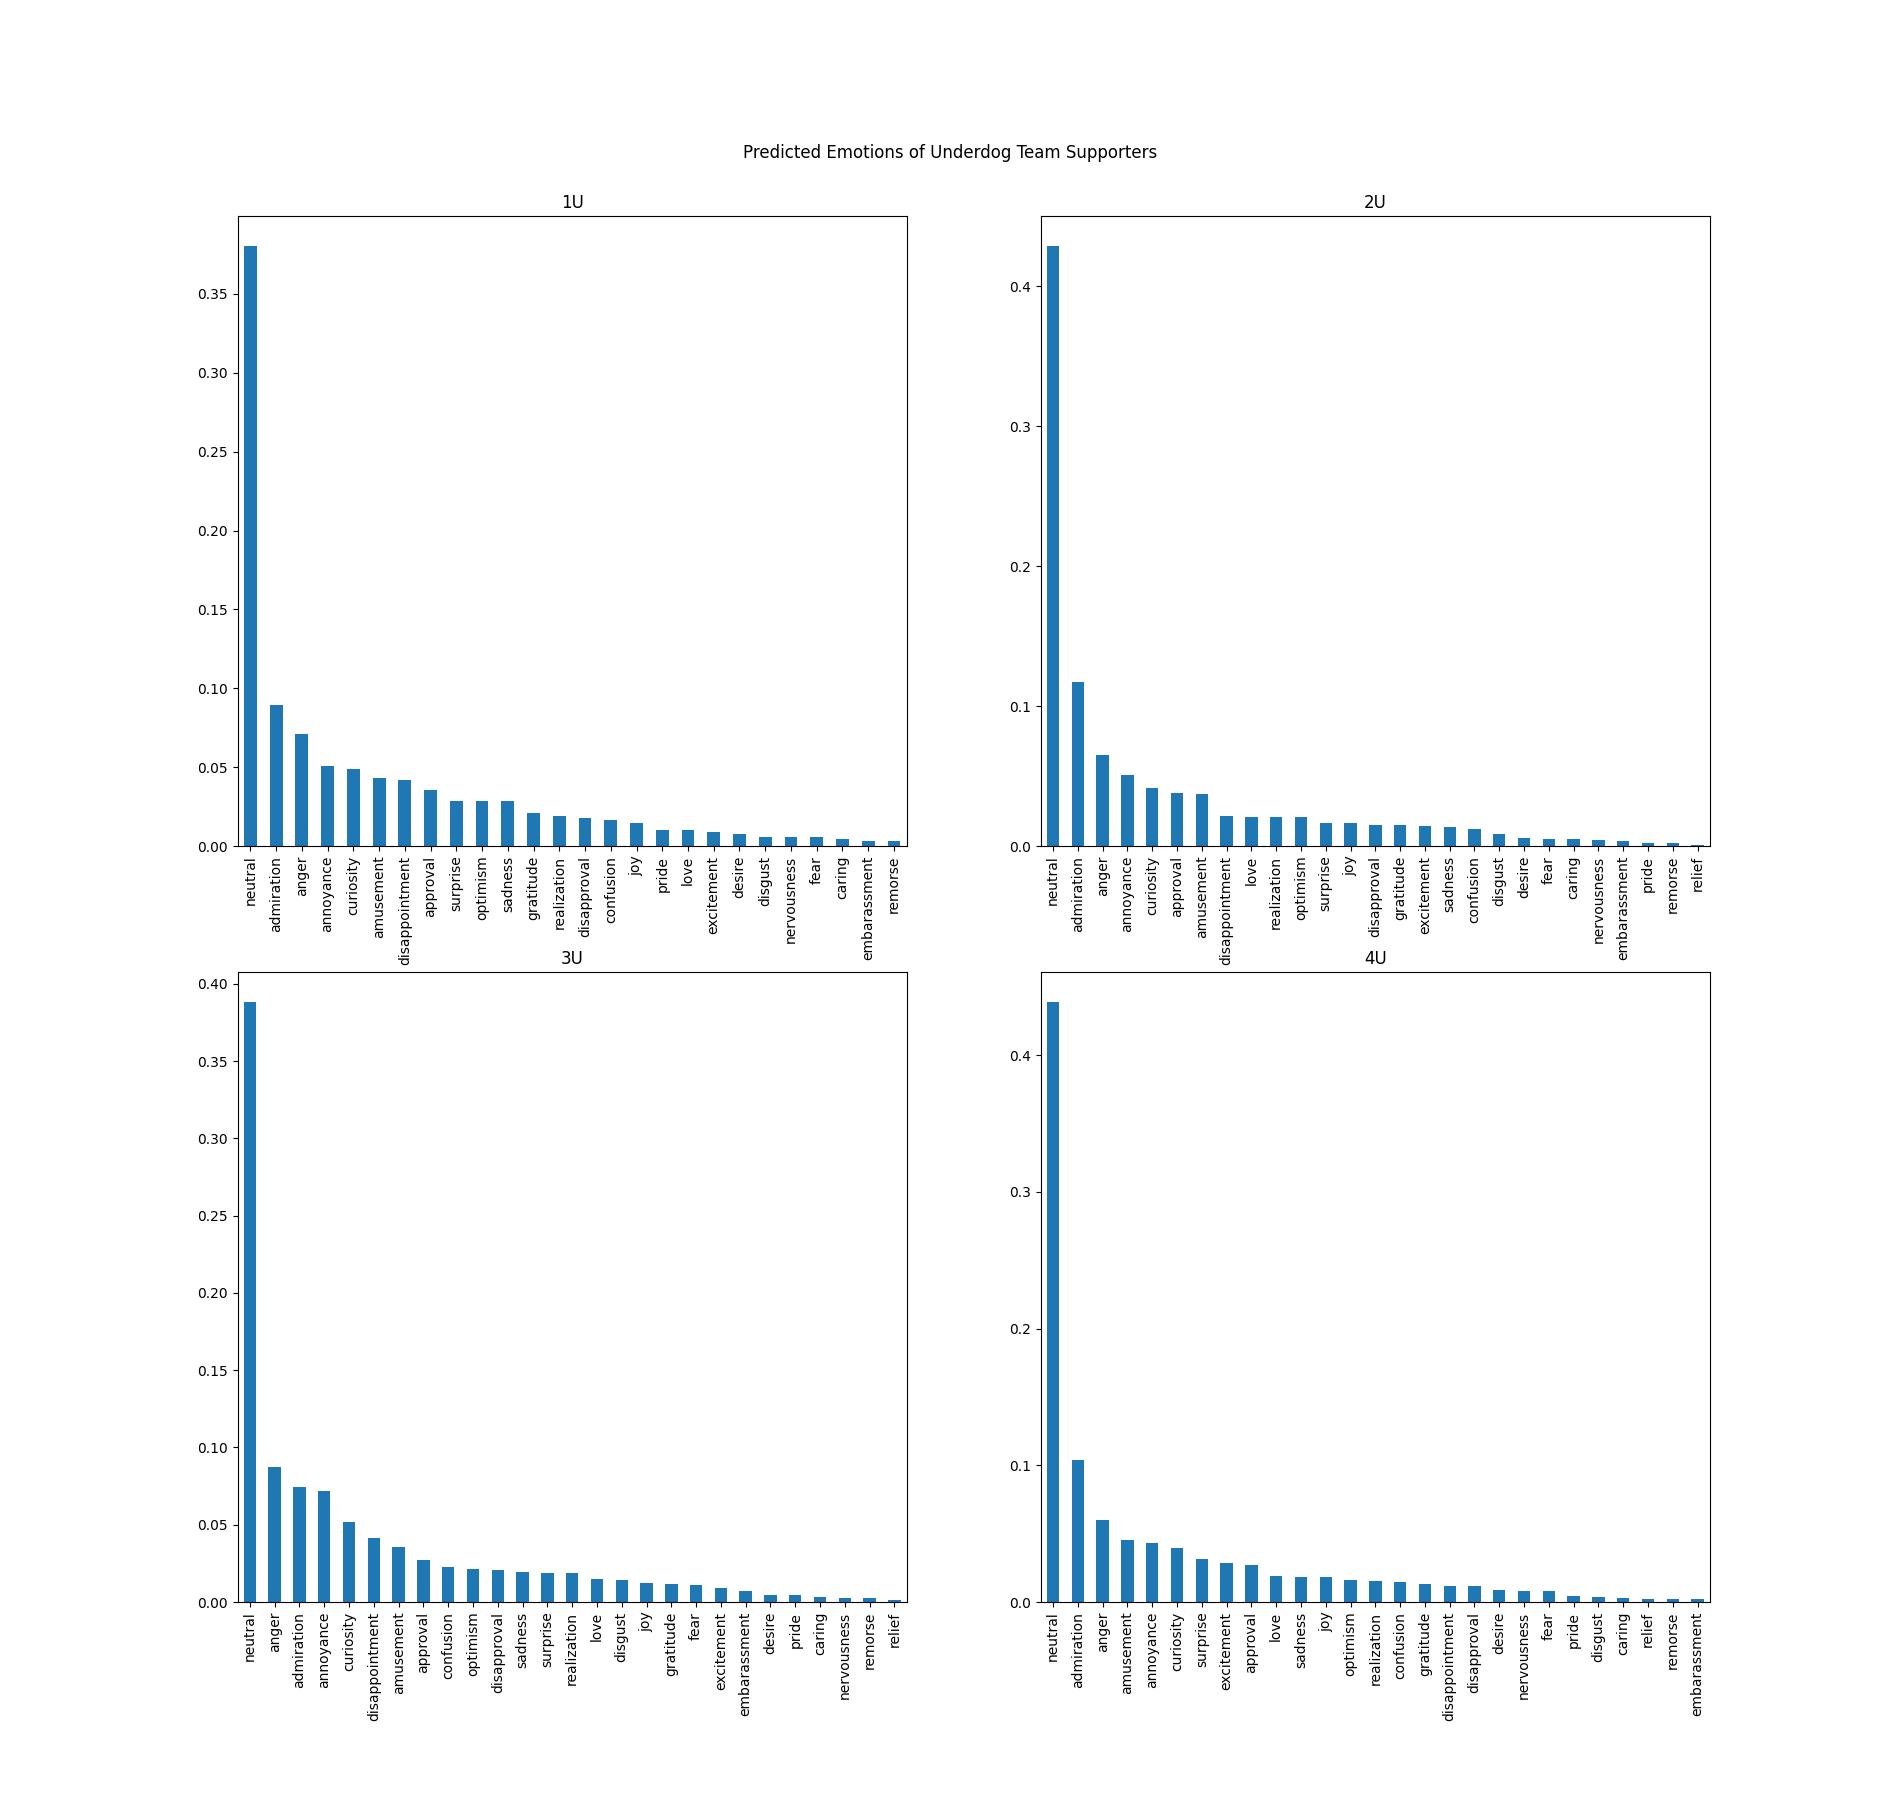 Predicted Emotions of Underdog Team Supporters
1U
0.35
0.30
0.25
0.20
0.15
0.10
0.05
0.00
neutral
admiration
anger
annoyance
curiosity
amusement
disappointment
approval
surprise
optimism
sadness
gratitude
realization
disapproval
confusion
joy
pride
love
excitement
desire
disgust
nervousness
fear
caring
embarassment
remorse
2U
0.4
0.3
0.2
0.1
0.0
neutral
admiration
anger
annoyance
curiosity
approval
amusement
disappointment
love
realization
optimism
surprise
joy
disapproval
gratitude
excitement
sadness
confusion
disgust
desire
fear
caring
nervousness
embarassment
pride
remorse
relief
3U
0.40
0.35
0.30
0.25
0.20
0.15
0.10
0.05
0.00
neutral
anger
admiration
annoyance
curiosity
disappointment
amusement
approval
confusion
optimism
disapproval
sadness
surprise
realization
love
disgust
joy
gratitude
fear
excitement
embarassment
desire
pride
caring
nervousness
remorse
relief
4U
0.4
0.3
0.2
0.1
0.0
neutral
admiration
anger
amusement
annoyance
curiosity
surprise
excitement
approval
love
sadness
joy
optimism
realization
confusion
gratitude
disappointment
disapproval
desire
nervousness
fear
pride
disgust
caring
relief
remorse
embarassment